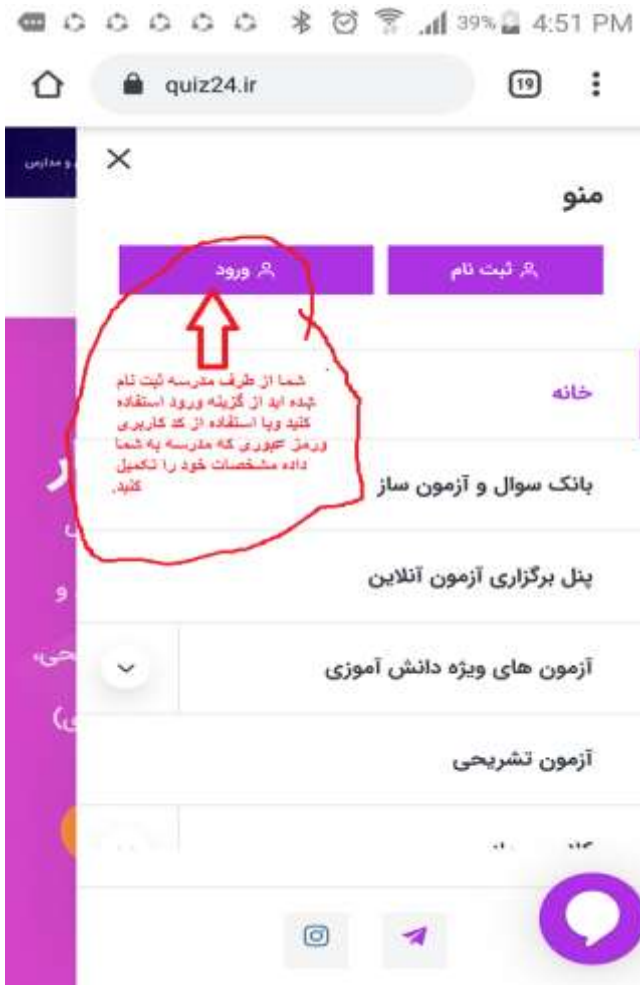 39% 4:51 PM
quiz24.ir
19
و مدارس
منو
ثبت نام
ورود
شما از طرف مدرسه ثبت نام
شده اید از گزینه ورود استفاده
کنید وبا استفاده از کد کاربری
ورمز عبوری که مدرسه به شما
داده مشخصات خود را تکمیل
کنید.
خانه
بانک سوال و آزمون ساز
پنل برگزاری آزمون آنلاین
و
آزمون های ویژه دانش آموزی
آزمون تشریحی